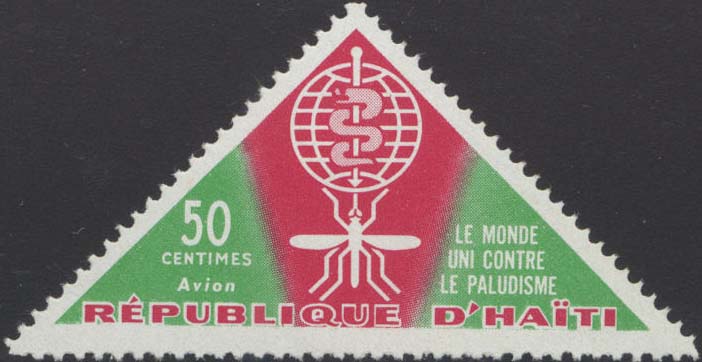 50
CENTIMES
Avion
LE MONDE
UNI CONTRE
LE PALUDISME
RÉPUBLIQUE D'HAÏTI